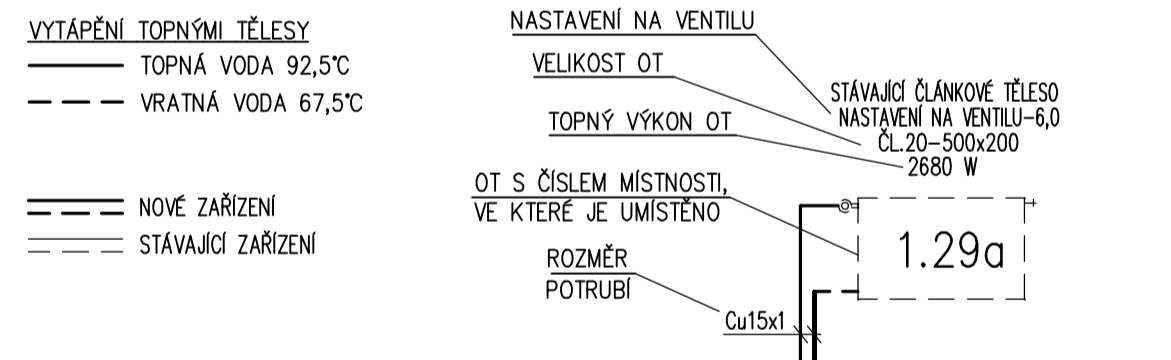 VYTÁPĚNÍ TOPNÝMI TĚLESY
TOPNÁ VODA 92,5°C
VRATNÁ VODA 67,5°C
NOVÉ ZAŘÍZENÍ
STÁVAJÍCÍ ZAŘÍZENÍ
NASTAVENÍ NA VENTILU
VELIKOST OT
TOPNÝ VÝKON OT
OT S ČÍSLEM MÍSTNOSTI,
VE KTERÉ JE UMÍSTĚNO
ROZMĚR
POTRUBÍ
Cu15x1
STÁVAJÍCÍ ČLÁNKOVÉ TĚLESO
NASTAVENÍ NA VENTILU-6,0
ČL.20-500x200
2680 W
1.29a